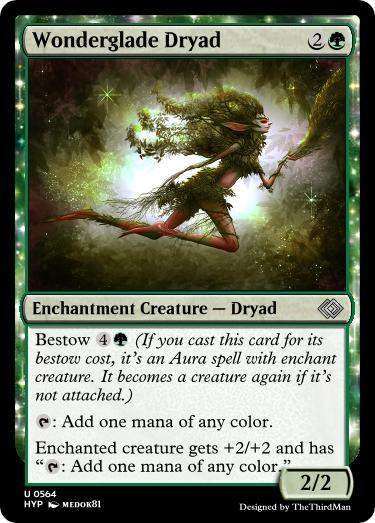 Wonderglade Dryad 2
Enchantment Creature — Dryad
Bestow 4 (If you cast this card for its
bestow cost, it's an Aura spell with enchant
creature. It becomes a creature again if it's
not attached.)
: Add one mana of any color.
Enchanted creature gets +2/+2 and has
“: Add one mana of any color.”
2/2
U 0564
HYP MEDOK81
Designed by TheThirdMan